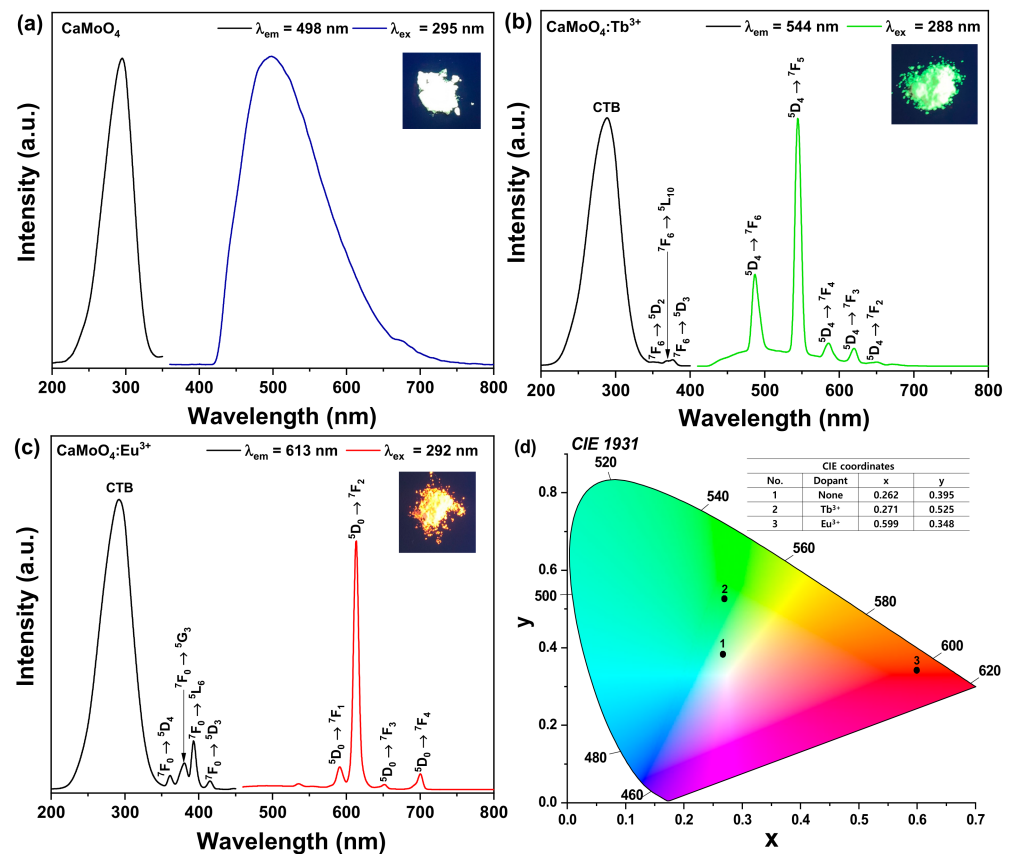 (a) CaMoO₄ λem = 498 nm λex = 295 nm
Intensity (a.u.)
200 300 400 500 600 700 800
Wavelength (nm)
(b) CaMoO₄:Tb³⁺ λem = 544 nm λex = 288 nm
Intensity (a.u.)
CTB
⁷F₆→⁵D₂
⁷F₆→⁵L₁₀
⁷F₆→⁵D₃
⁵D₄→⁷F₆
⁵D₄→⁷F₅
⁵D₄→⁷F₄
⁵D₄→⁷F₃
⁵D₄→⁷F₂
200 300 400 500 600 700 800
Wavelength (nm)
(c) CaMoO₄:Eu³⁺ λem = 613 nm λex = 292 nm
Intensity (a.u.)
CTB
⁷F₀→⁵D₄
⁷F₀→⁵G₃
⁷F₀→⁵L₆
⁷F₀→⁵D₃
⁵D₀→⁷F₁
⁵D₀→⁷F₂
⁵D₀→⁷F₃
⁵D₀→⁷F₄
200 300 400 500 600 700 800
Wavelength (nm)
(d) CIE 1931
CIE coordinates
No. Dopant x y
1 None 0.262 0.395
2 Tb³⁺ 0.271 0.525
3 Eu³⁺ 0.599 0.348
y
0.8
0.6
0.4
0.2
0.0
520
540
560
580
600
620
500
480
460
2
1
3
0.0 0.1 0.2 0.3 0.4 0.5 0.6 0.7
x